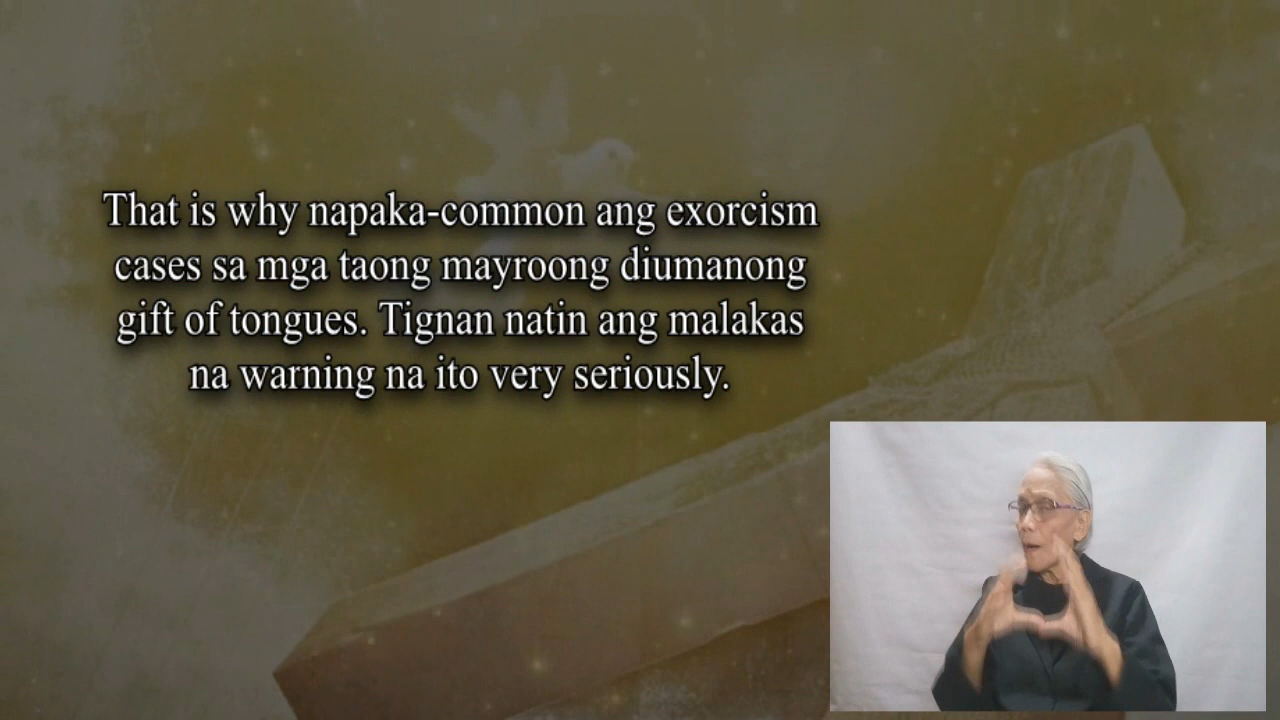 That is why napaka-common ang exorcism
cases sa mga taong mayroong diumanong
gift of tongues. Tignan natin ang malakas
na warning na ito very seriously.